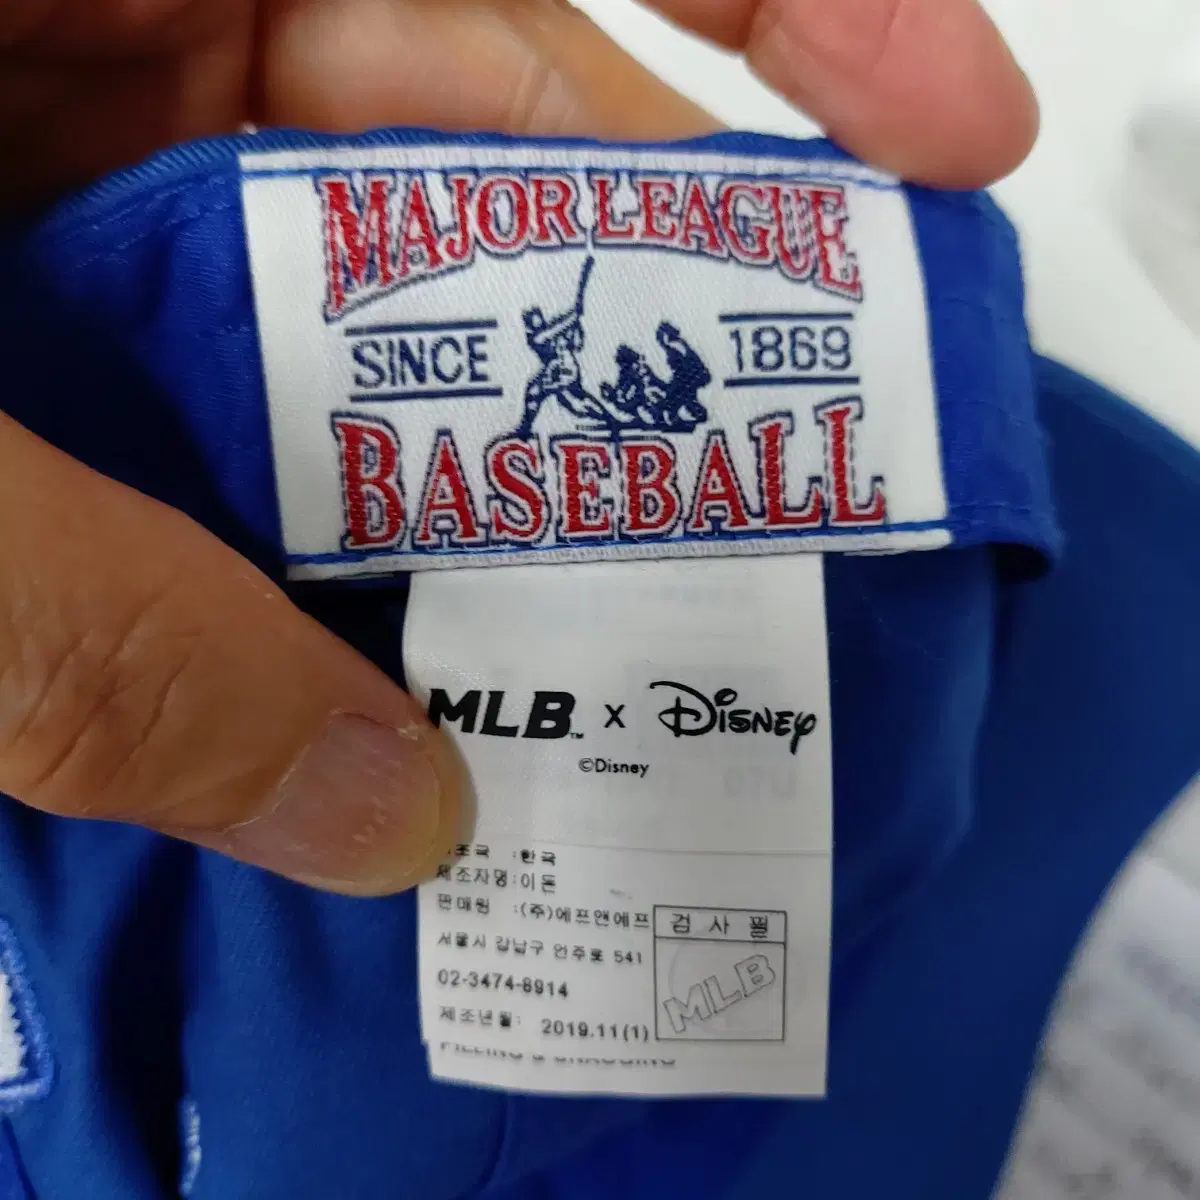 MAJOR LEAGUE
SINCE 1869
BASEBALL
MLB™ x Disney
©Disney
제조국 :한국
제조자명:이돈
판매원 :(주)에프앤에프
서울시 강남구 언주로 541
02-3474-8914
제조년월: 2019.11(1)
검사필
MLB